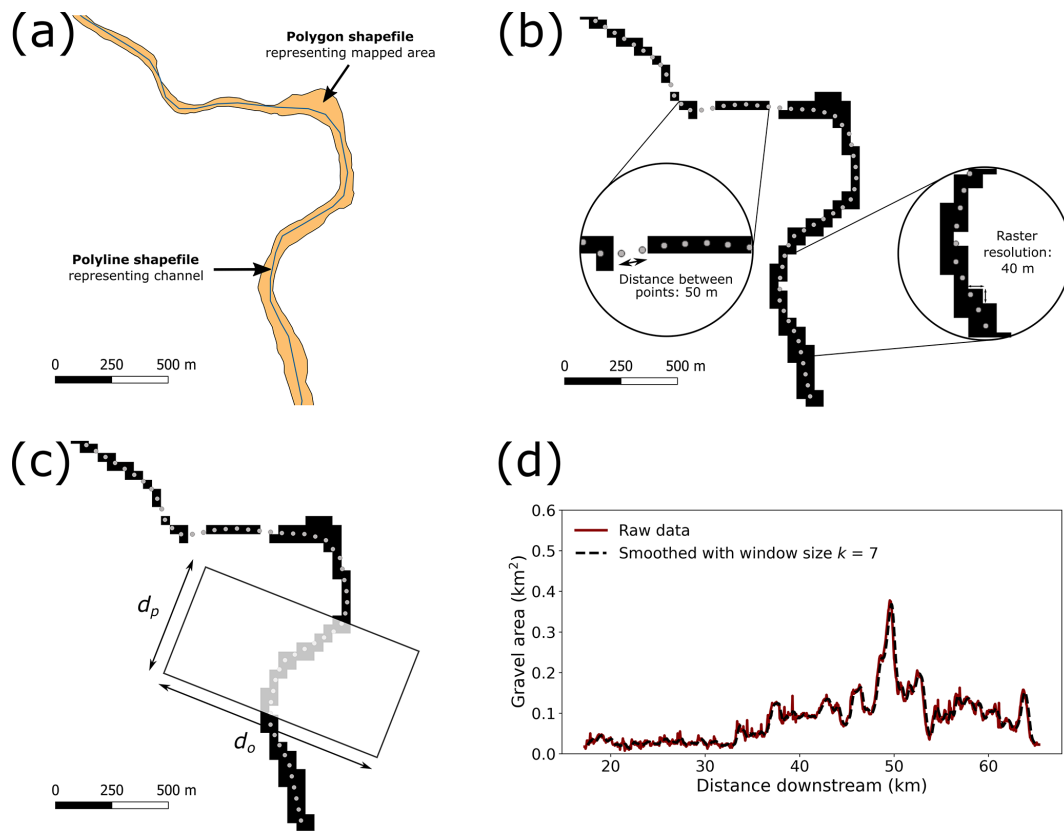 (a)
Polygon shapefile
representing mapped area
Polyline shapefile
representing channel
0 250 500 m
(b)
Distance between
points: 50 m
Raster
resolution:
40 m
0 250 500 m
(c)
dp
do
0 250 500 m
(d)
0.6
0.5
0.4
0.3
0.2
0.1
0.0
Gravel area (km²)
Raw data
Smoothed with window size k = 7
20 30 40 50 60
Distance downstream (km)